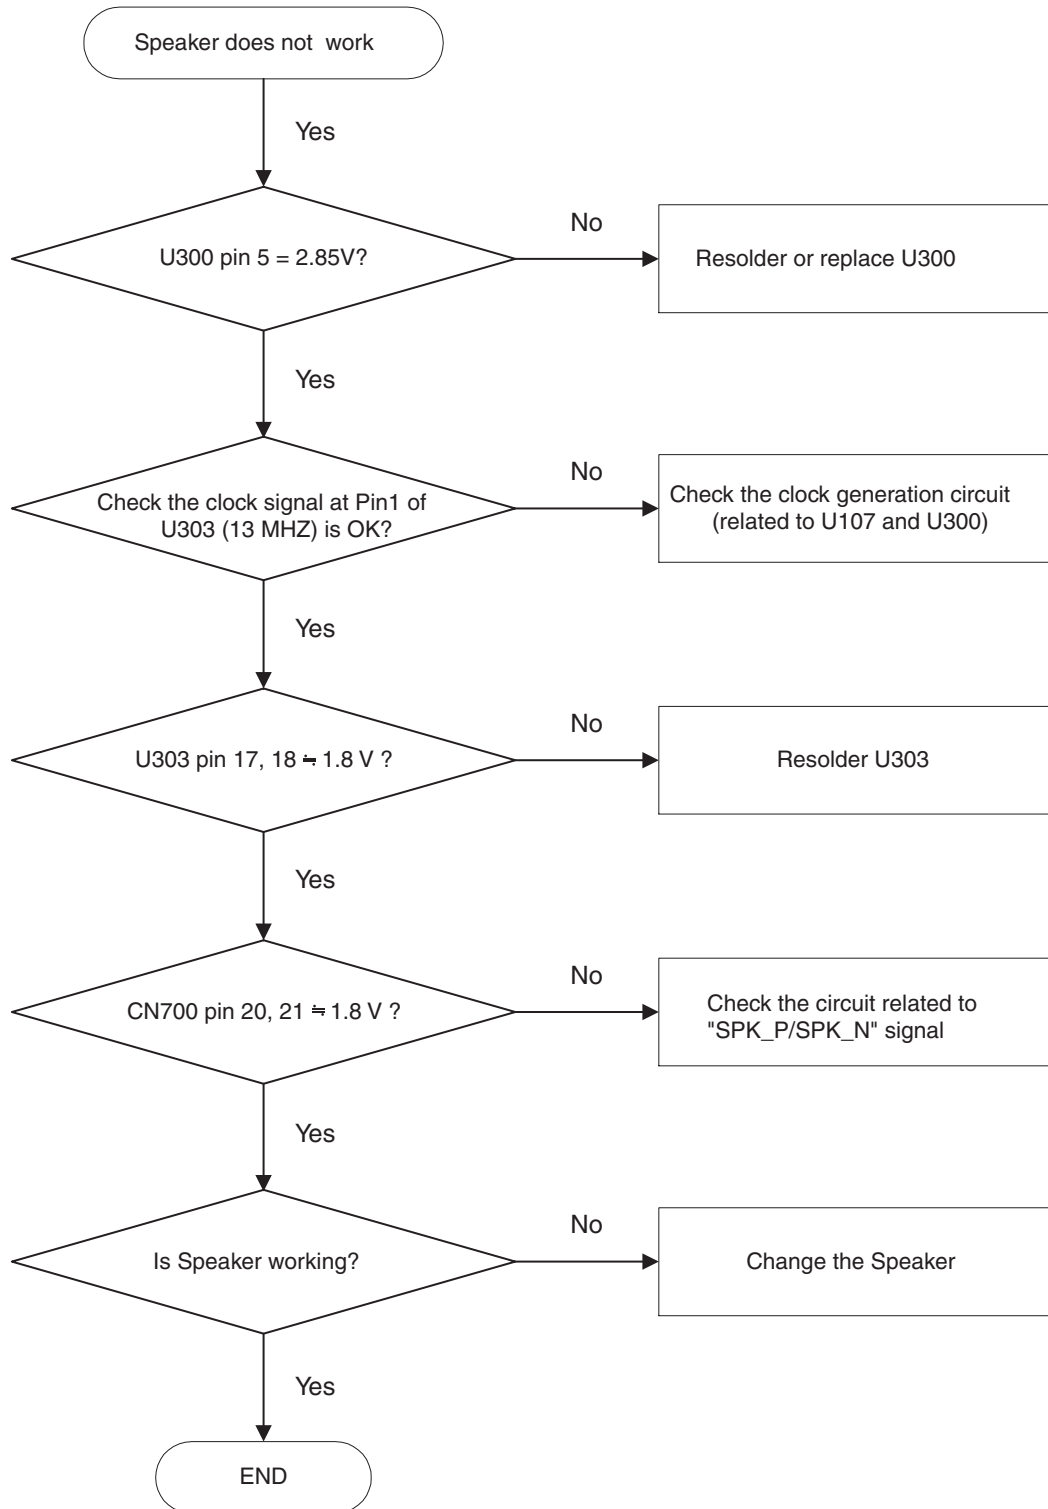 Speaker does not work
Yes
U300 pin 5 = 2.85V?
No
Resolder or replace U300
Yes
Check the clock signal at Pin1 of
U303 (13 MHZ) is OK?
No
Check the clock generation circuit
(related to U107 and U300)
Yes
U303 pin 17, 18 ≒ 1.8 V ?
No
Resolder U303
Yes
CN700 pin 20, 21 ≒ 1.8 V ?
No
Check the circuit related to
"SPK_P/SPK_N" signal
Yes
Is Speaker working?
No
Change the Speaker
Yes
END